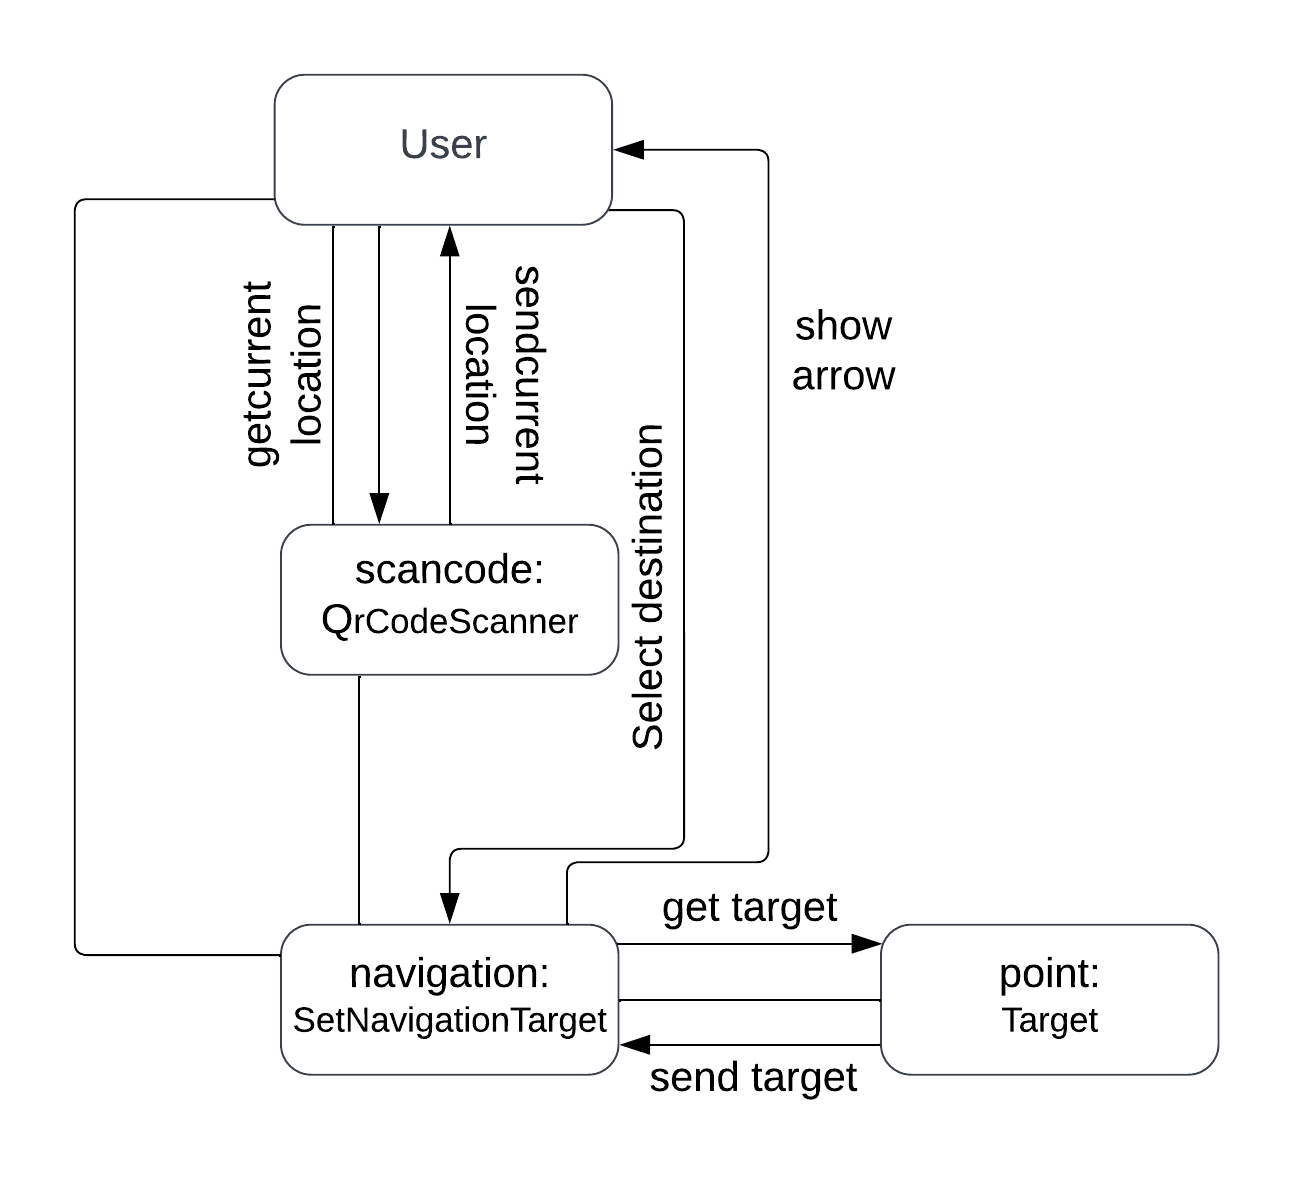 User
getcurrent
location
sendcurrent
location
show
arrow
Select destination
scancode:
QrCodeScanner
get target
navigation:
SetNavigationTarget
point:
Target
send target